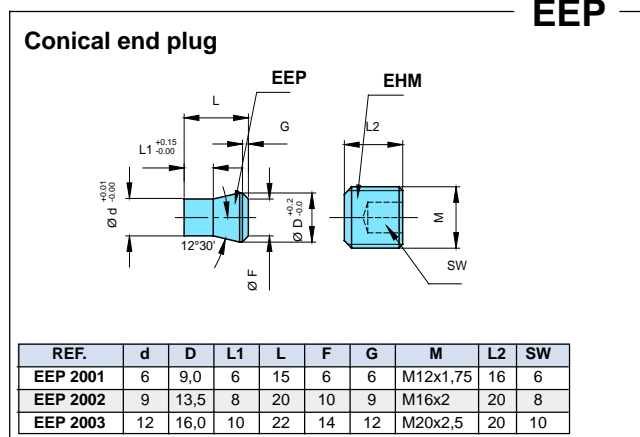 EEP
Conical end plug
EEP
EHM
L
L2
G
L1 +0.15 -0.00
Ø d +0.01 -0.00
Ø D +0.2 -0.0
M
12°30'
Ø F
SW
REF. d D L1 L F G M L2 SW
EEP 2001 6 9,0 6 15 6 6 M12x1,75 16 6
EEP 2002 9 13,5 8 20 10 9 M16x2 20 8
EEP 2003 12 16,0 10 22 14 12 M20x2,5 20 10